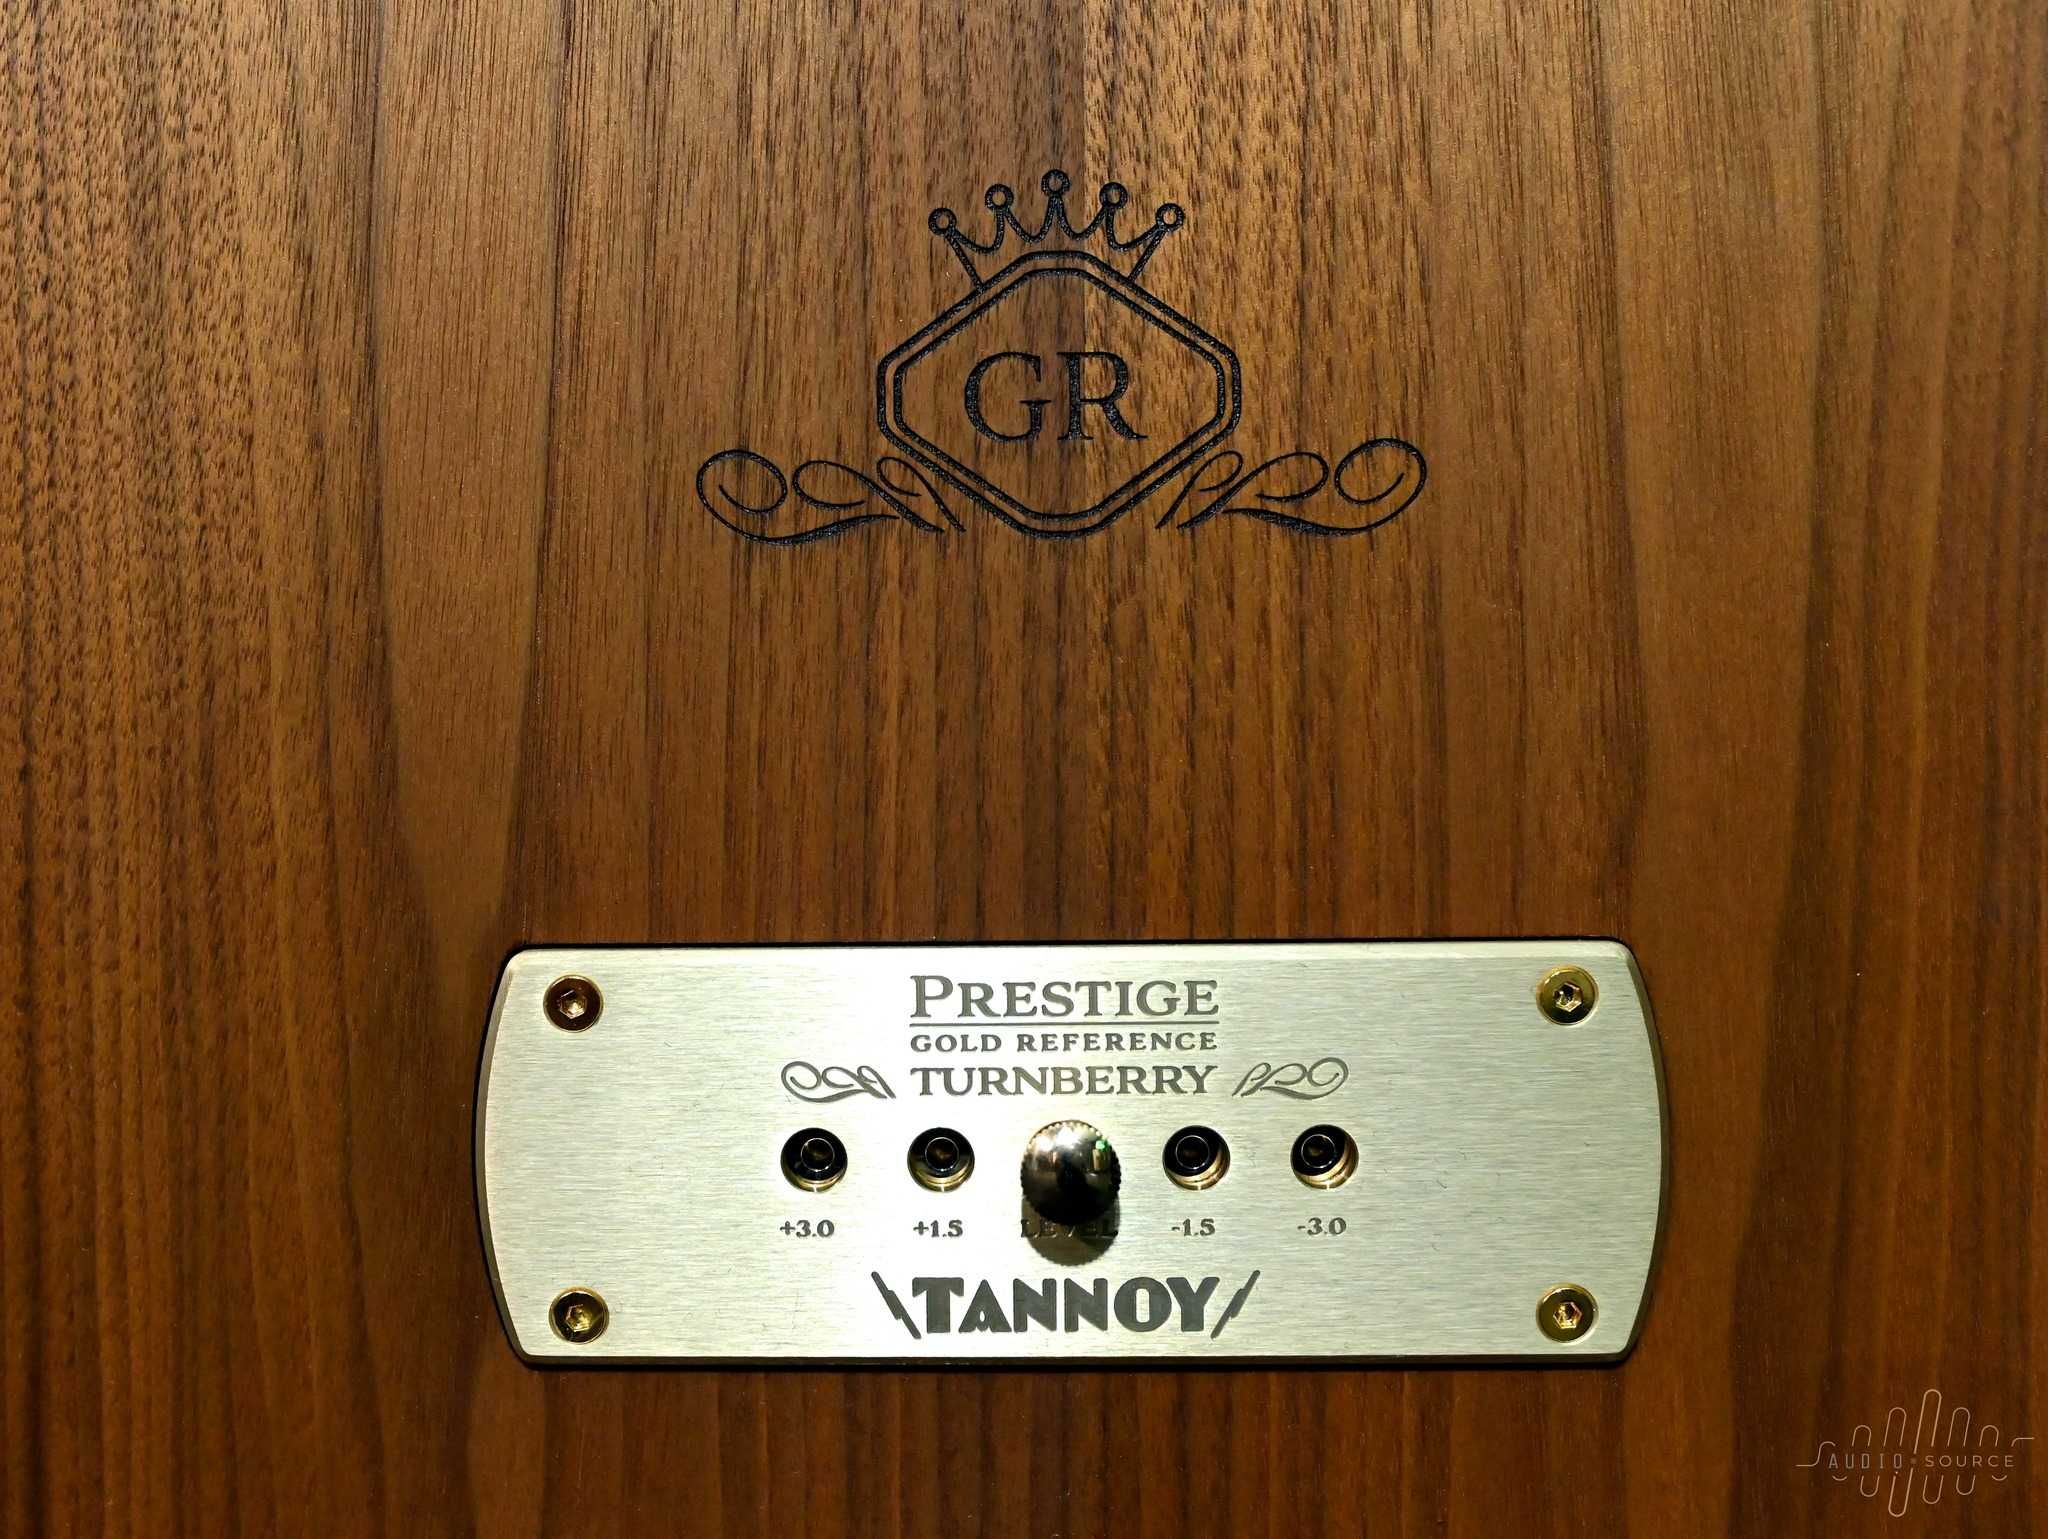 GR
PRESTIGE
GOLD REFERENCE
TURNBERRY
+3.0 +1.5 LEVEL -1.5 -3.0
TANNOY
AUDIO SOURCE